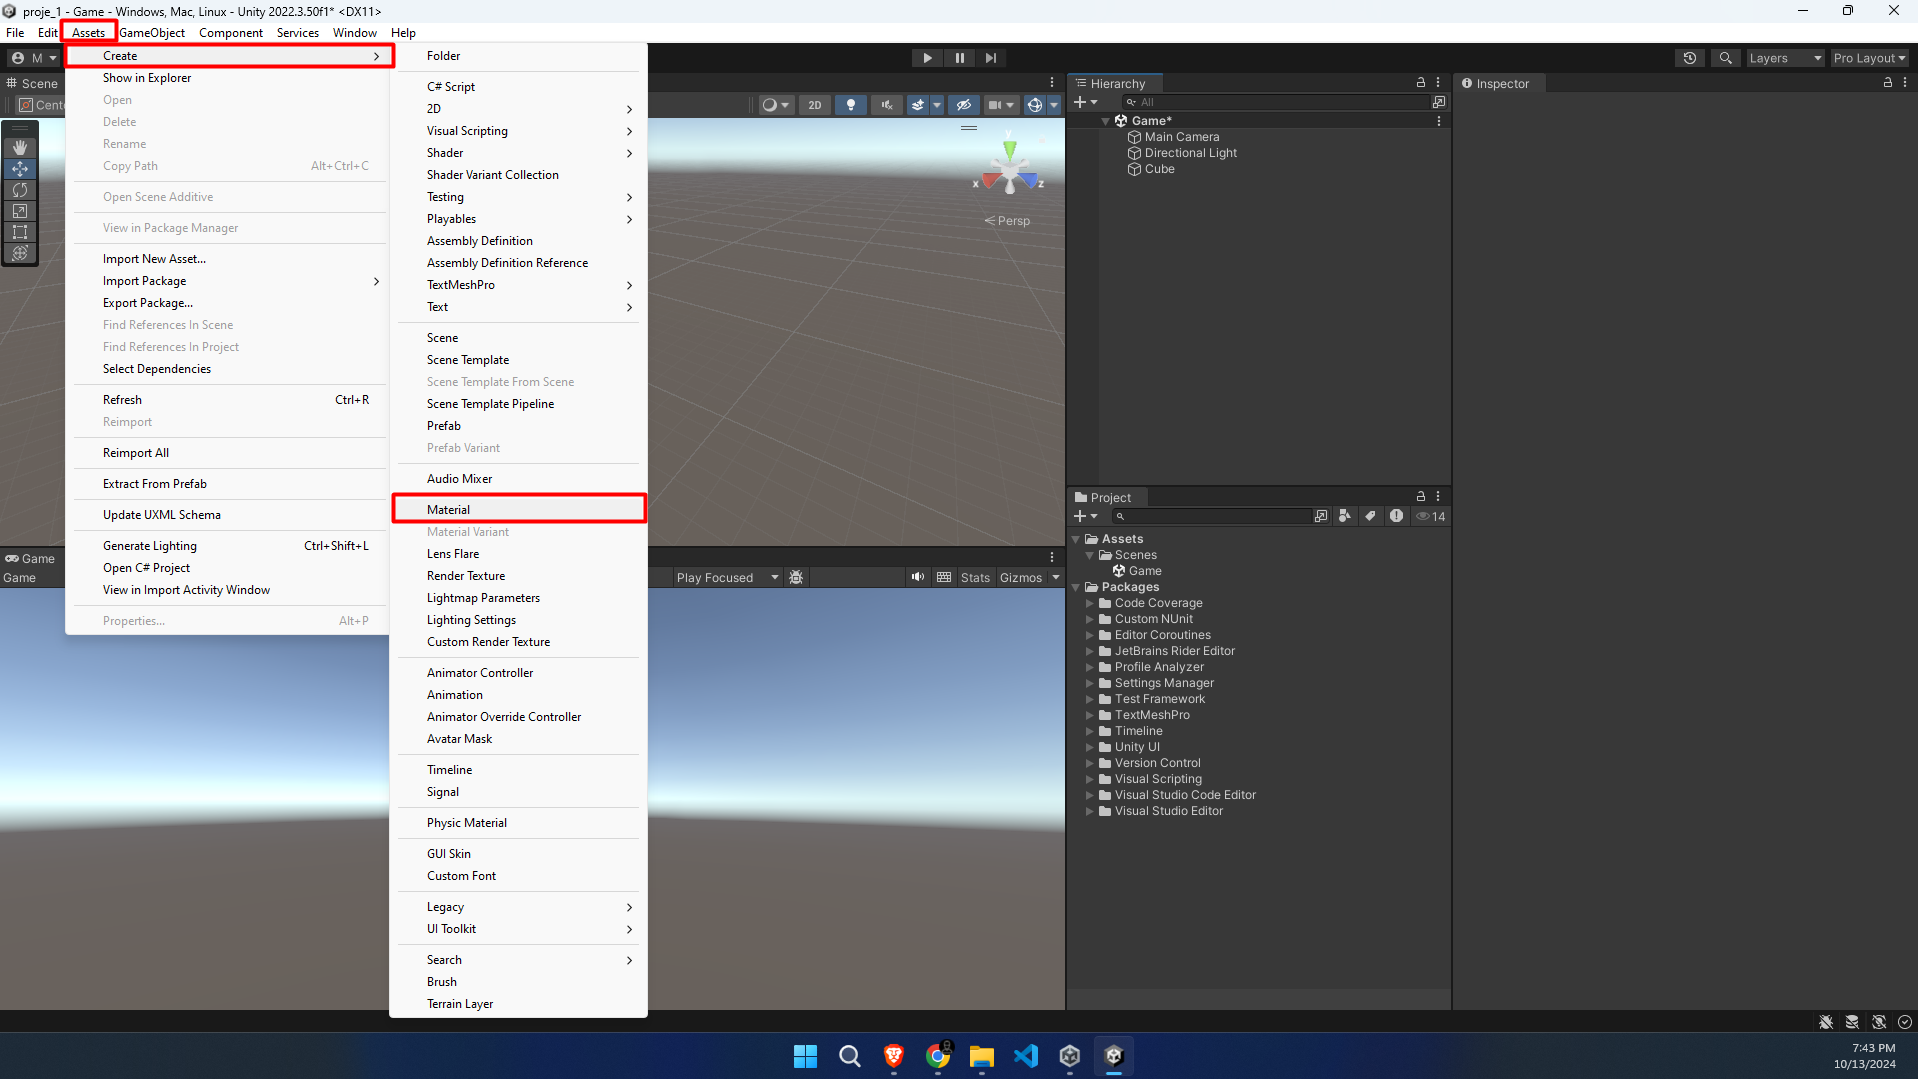 proje_1 - Game - Windows, Mac, Linux - Unity 2022.3.50f1* <DX11>
File Edit Assets GameObject Component Services Window Help
M
Layers
Pro Layout
Scene
Create
Show in Explorer
Open
Delete
Rename
Copy Path Alt+Ctrl+C
Open Scene Additive
View in Package Manager
Import New Asset...
Import Package
Export Package...
Find References In Scene
Find References In Project
Select Dependencies
Refresh Ctrl+R
Reimport
Reimport All
Extract From Prefab
Update UXML Schema
Generate Lighting Ctrl+Shift+L
Open C# Project
View in Import Activity Window
Properties... Alt+P
Folder
C# Script
2D
Visual Scripting
Shader
Shader Variant Collection
Testing
Playables
Assembly Definition
Assembly Definition Reference
TextMeshPro
Text
Scene
Scene Template
Scene Template From Scene
Scene Template Pipeline
Prefab
Prefab Variant
Audio Mixer
Material
Material Variant
Lens Flare
Render Texture
Lightmap Parameters
Lighting Settings
Custom Render Texture
Animator Controller
Animation
Animator Override Controller
Avatar Mask
Timeline
Signal
Physic Material
GUI Skin
Custom Font
Legacy
UI Toolkit
Search
Brush
Terrain Layer
2D
y
x
z
Persp
Game
Game
Play Focused
Stats
Gizmos
Hierarchy
All
Game*
Main Camera
Directional Light
Cube
Project
14
Assets
Scenes
Game
Packages
Code Coverage
Custom NUnit
Editor Coroutines
JetBrains Rider Editor
Profile Analyzer
Settings Manager
Test Framework
TextMeshPro
Timeline
Unity UI
Version Control
Visual Scripting
Visual Studio Code Editor
Visual Studio Editor
Inspector
7:43 PM
10/13/2024